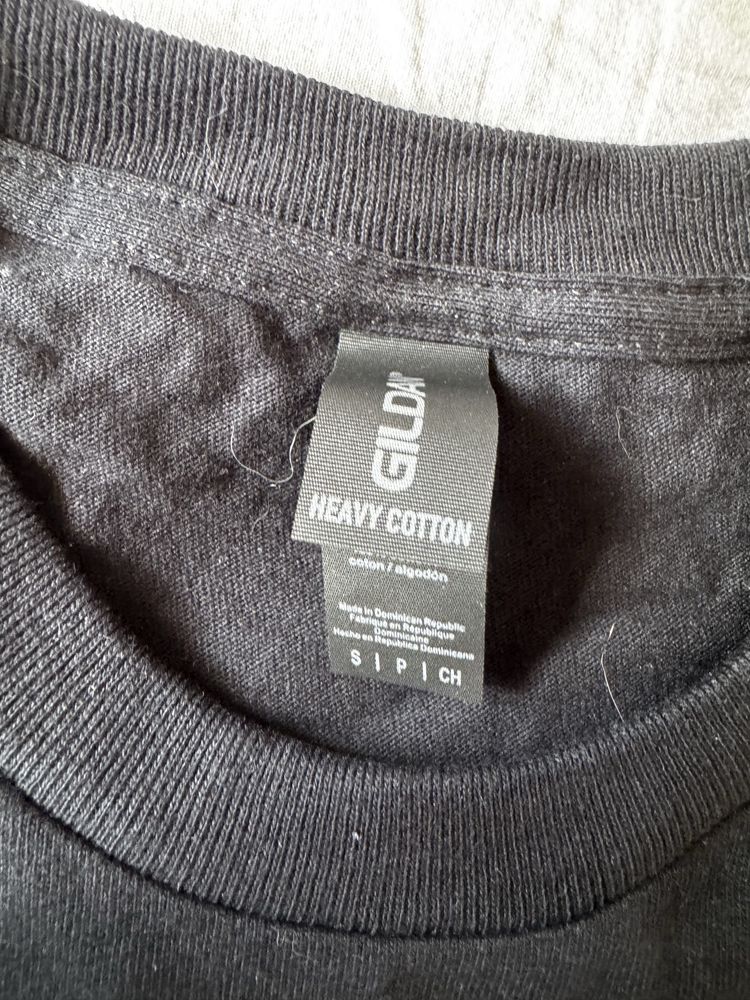 GILDAN
HEAVY COTTON
coton / algodón
Made in Dominican Republic
Fabriqué en République
Dominicaine
Hecho en República Dominicana
S | P | CH